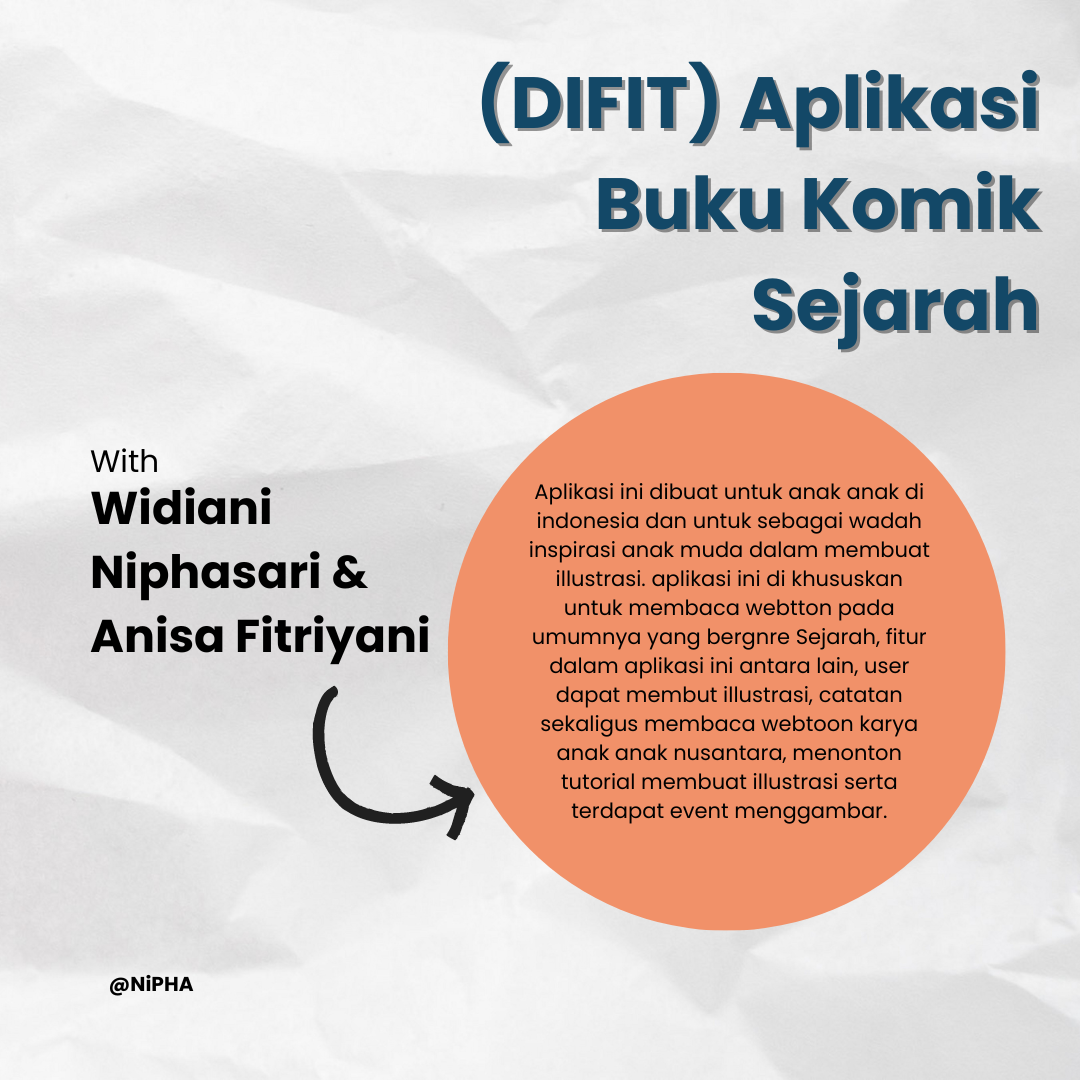 (DIFIT) Aplikasi
Buku Komik
Sejarah
With
Widiani
Niphasari &
Anisa Fitriyani
Aplikasi ini dibuat untuk anak anak di
indonesia dan untuk sebagai wadah
inspirasi anak muda dalam membuat
illustrasi. aplikasi ini di khususkan
untuk membaca webtton pada
umumnya yang bergnre Sejarah, fitur
dalam aplikasi ini antara lain, user
dapat membut illustrasi, catatan
sekaligus membaca webtoon karya
anak anak nusantara, menonton
tutorial membuat illustrasi serta
terdapat event menggambar.
@NiPHA